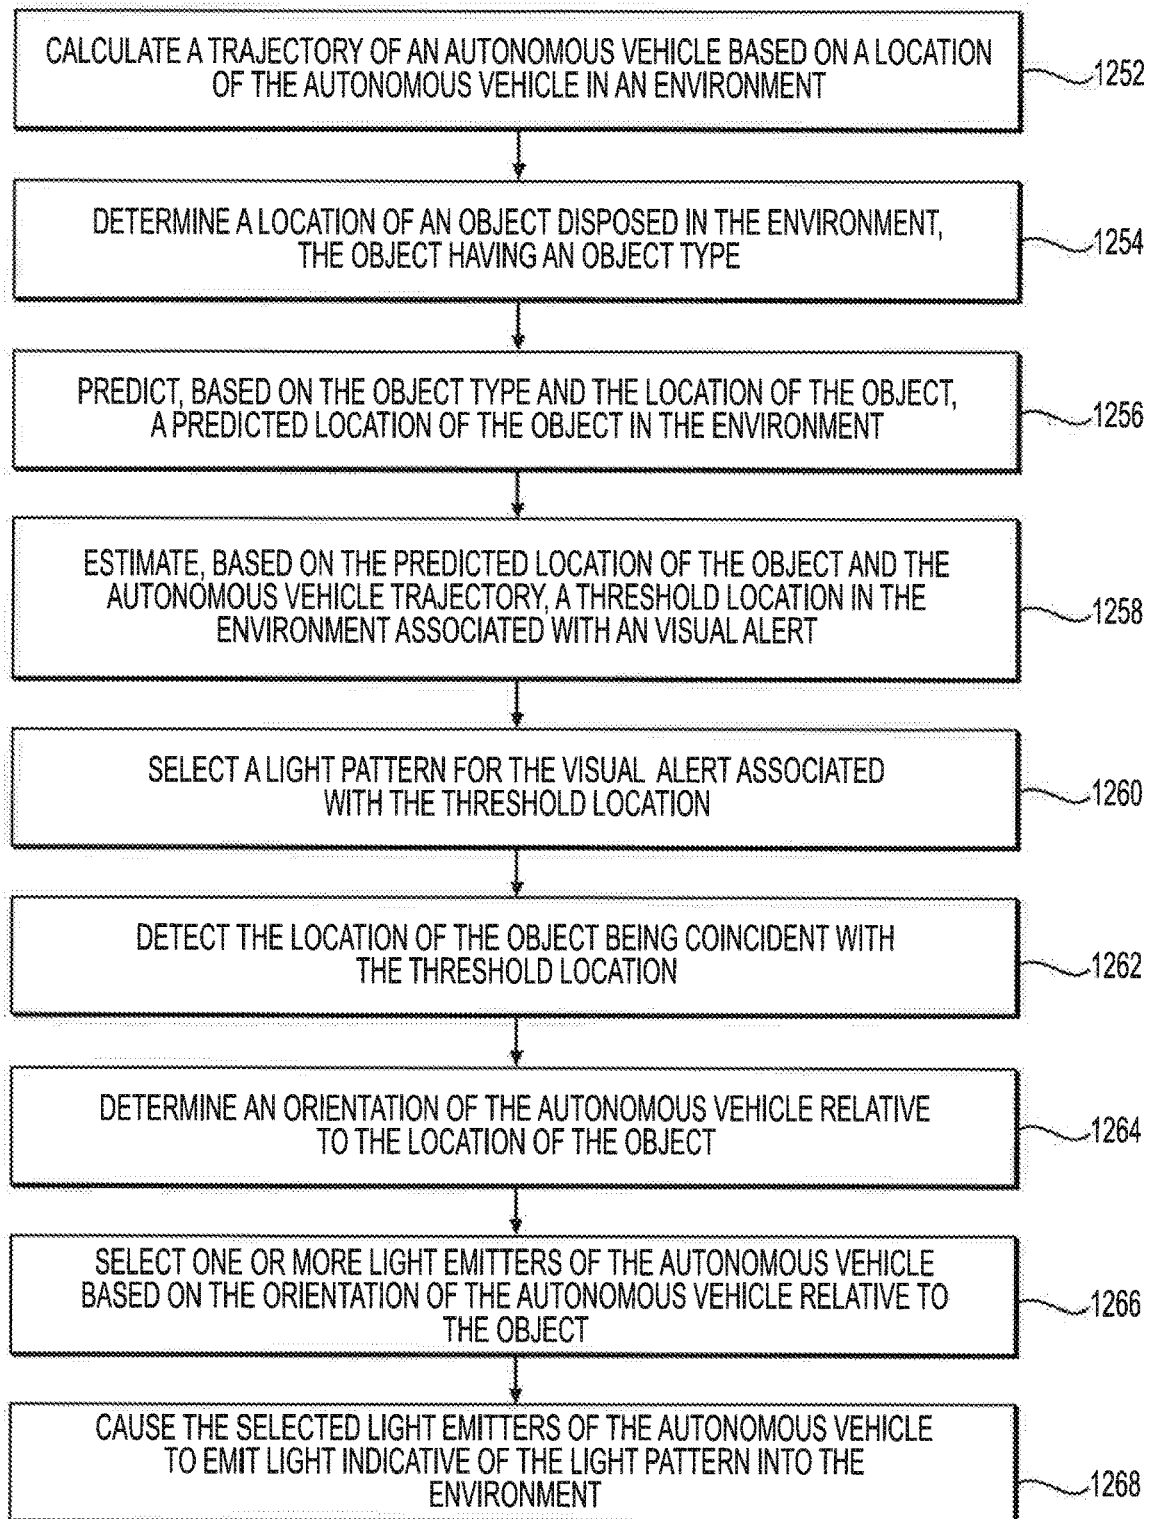 CALCULATE A TRAJECTORY OF AN AUTONOMOUS VEHICLE BASED ON A LOCATION
OF THE AUTONOMOUS VEHICLE IN AN ENVIRONMENT
1252
DETERMINE A LOCATION OF AN OBJECT DISPOSED IN THE ENVIRONMENT,
THE OBJECT HAVING AN OBJECT TYPE
1254
PREDICT, BASED ON THE OBJECT TYPE AND THE LOCATION OF THE OBJECT,
A PREDICTED LOCATION OF THE OBJECT IN THE ENVIRONMENT
1256
ESTIMATE, BASED ON THE PREDICTED LOCATION OF THE OBJECT AND THE
AUTONOMOUS VEHICLE TRAJECTORY, A THRESHOLD LOCATION IN THE
ENVIRONMENT ASSOCIATED WITH AN VISUAL ALERT
1258
SELECT A LIGHT PATTERN FOR THE VISUAL ALERT ASSOCIATED
WITH THE THRESHOLD LOCATION
1260
DETECT THE LOCATION OF THE OBJECT BEING COINCIDENT WITH
THE THRESHOLD LOCATION
1262
DETERMINE AN ORIENTATION OF THE AUTONOMOUS VEHICLE RELATIVE
TO THE LOCATION OF THE OBJECT
1264
SELECT ONE OR MORE LIGHT EMITTERS OF THE AUTONOMOUS VEHICLE
BASED ON THE ORIENTATION OF THE AUTONOMOUS VEHICLE RELATIVE TO
THE OBJECT
1266
CAUSE THE SELECTED LIGHT EMITTERS OF THE AUTONOMOUS VEHICLE
TO EMIT LIGHT INDICATIVE OF THE LIGHT PATTERN INTO THE
ENVIRONMENT
1268